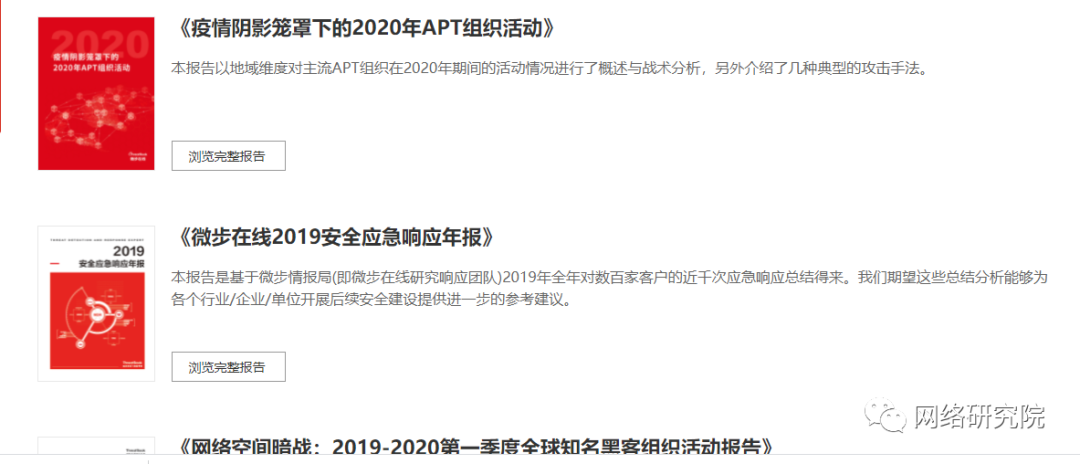 2020
疫情阴影笼罩下的
2020年APT组织活动
《疫情阴影笼罩下的2020年APT组织活动》
本报告以地域维度对主流APT组织在2020年期间的活动情况进行了概述与战术分析，另外介绍了几种典型的攻击手法。
浏览完整报告
2019
安全应急响应年报
《微步在线2019安全应急响应年报》
本报告是基于微步情报局(即微步在线研究响应团队)2019年全年对数百家客户的近千次应急响应总结得来。我们期望这些总结分析能够为
各个行业/企业/单位开展后续安全建设提供进一步的参考建议。
浏览完整报告
网络研究院
《网络空间暗战：2019-2020第一季度全球知名黑客组织活动报告》